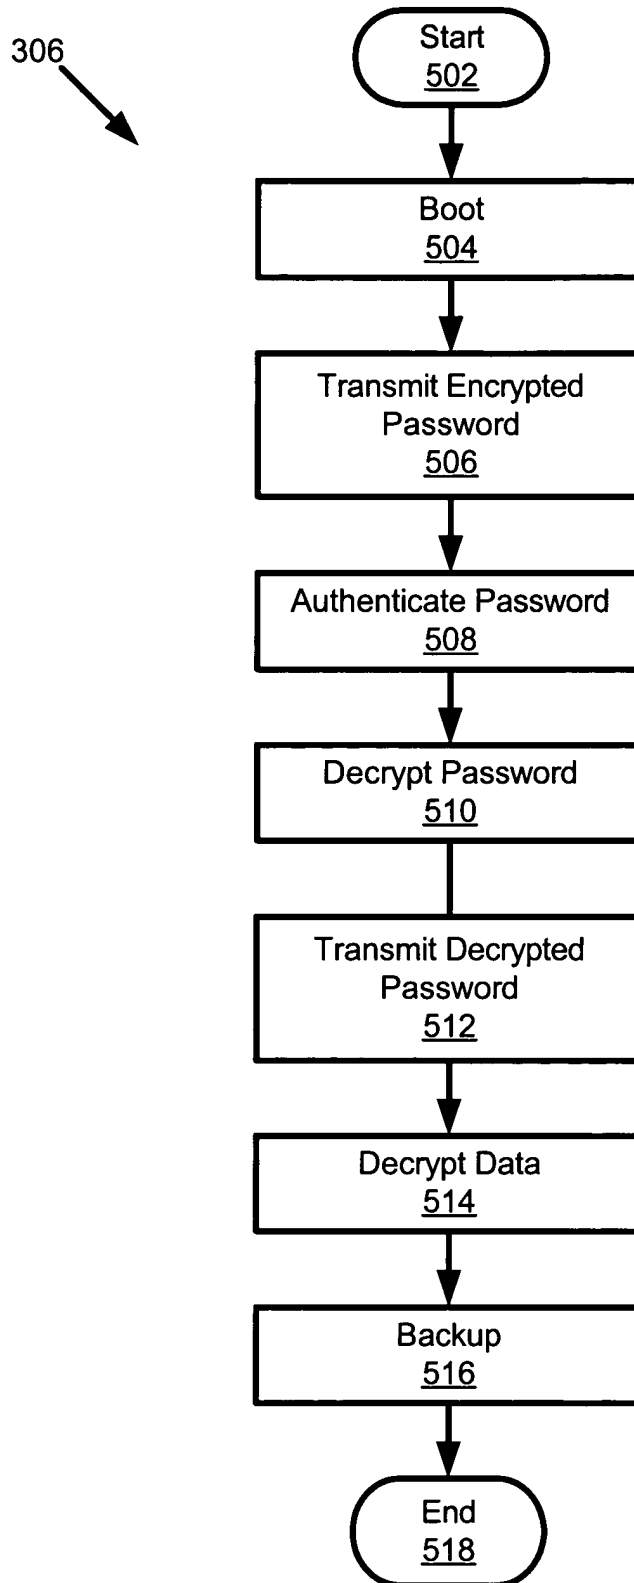 306
Start
502
Boot
504
Transmit Encrypted
Password
506
Authenticate Password
508
Decrypt Password
510
Transmit Decrypted
Password
512
Decrypt Data
514
Backup
516
End
518